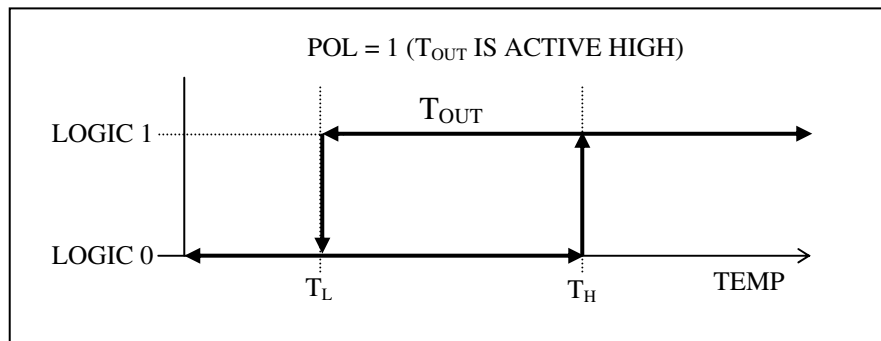 POL = 1 (TOUT IS ACTIVE HIGH)
TOUT
LOGIC 1
LOGIC 0
TL
TH
TEMP